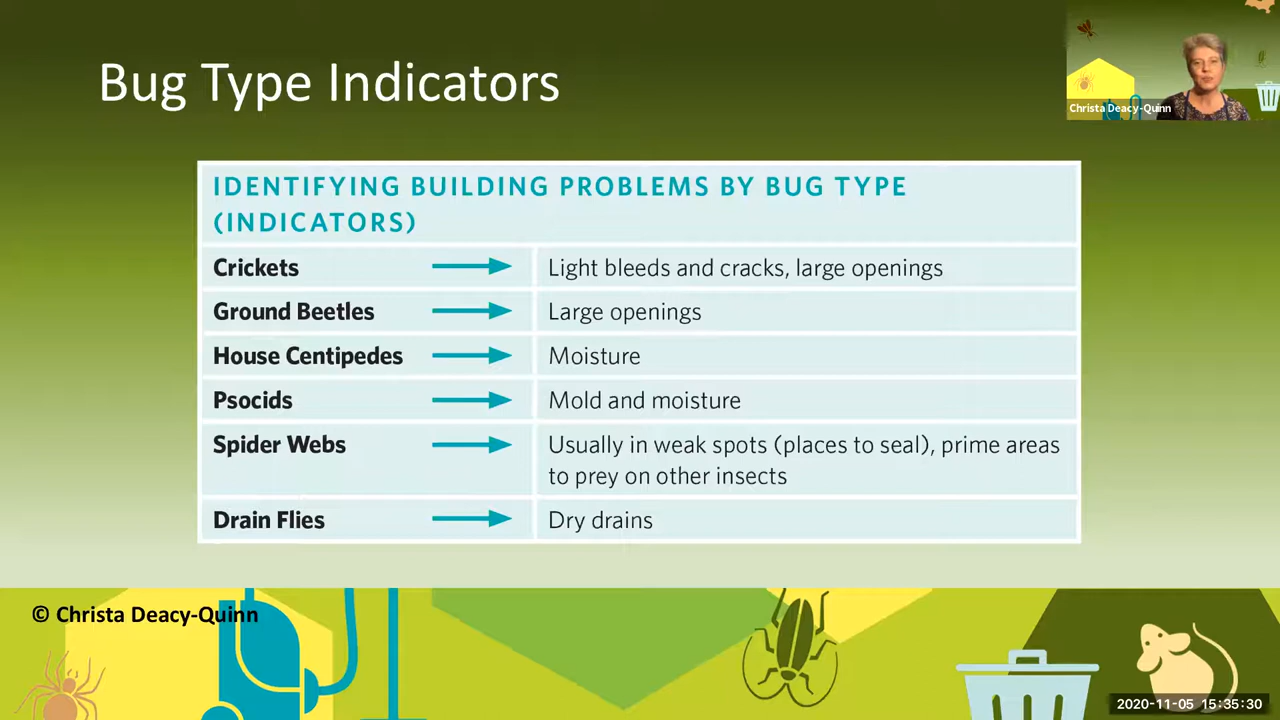 Bug Type Indicators
Christa Deacy-Quinn
IDENTIFYING BUILDING PROBLEMS BY BUG TYPE
(INDICATORS)
Crickets Light bleeds and cracks, large openings
Ground Beetles Large openings
House Centipedes Moisture
Psocids Mold and moisture
Spider Webs Usually in weak spots (places to seal), prime areas
to prey on other insects
Drain Flies Dry drains
© Christa Deacy-Quinn
2020-11-05 15:35:30